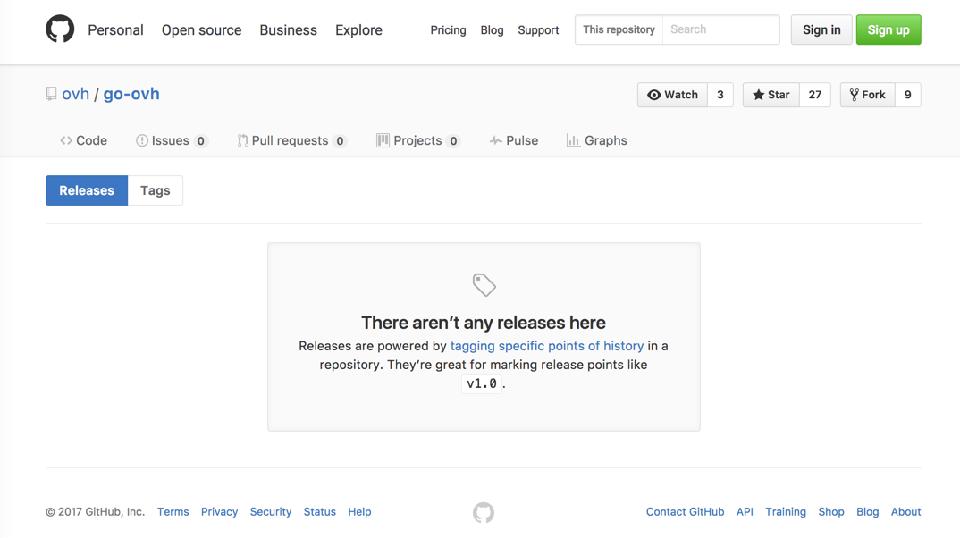 Personal Open source Business Explore Pricing Blog Support This repository Search Sign in Sign up
ovh / go-ovh Watch 3 Star 27 Fork 9
Code Issues 0 Pull requests 0 Projects 0 Pulse Graphs
Releases Tags
There aren't any releases here
Releases are powered by tagging specific points of history in a
repository. They're great for marking release points like
v1.0 .
© 2017 GitHub, Inc. Terms Privacy Security Status Help Contact GitHub API Training Shop Blog About